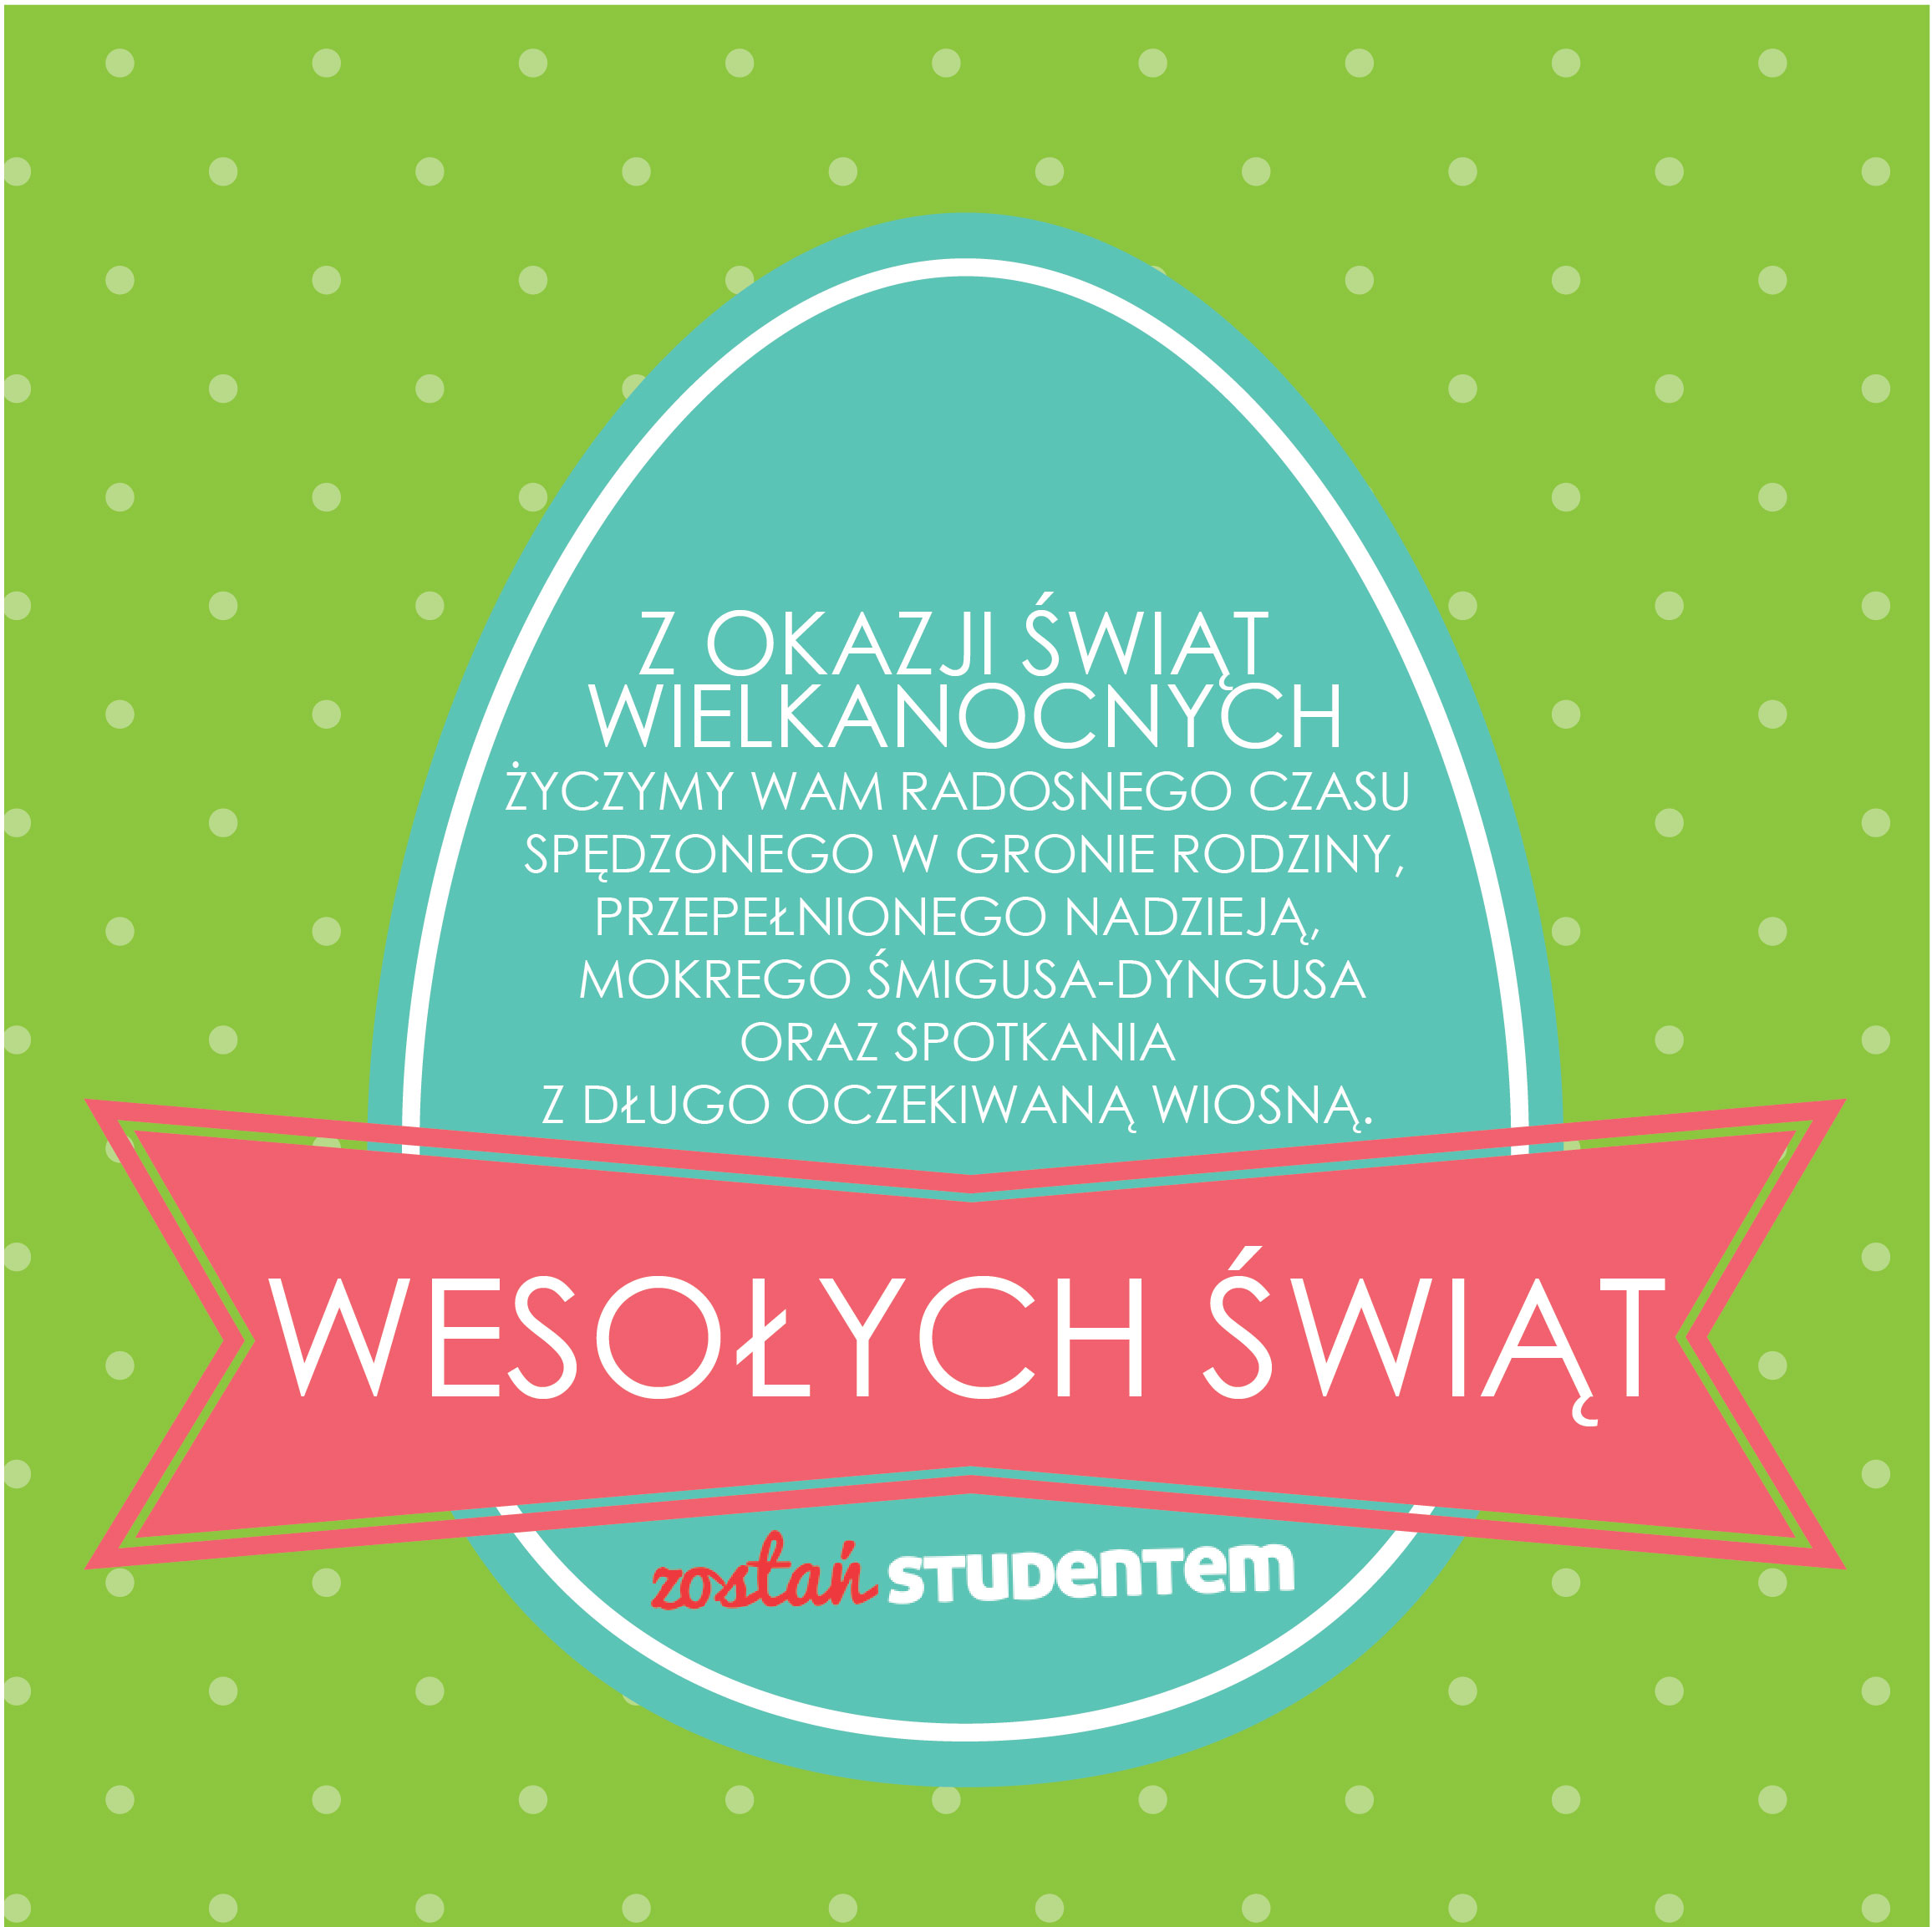 Z OKAZJI ŚWIĄT
WIELKANOCNYCH
ŻYCZYMY WAM RADOSNEGO CZASU
SPĘDZONEGO W GRONIE RODZINY,
PRZEPEŁNIONEGO NADZIEJĄ,
MOKREGO ŚMIGUSA-DYNGUSA
ORAZ SPOTKANIA
Z DŁUGO OCZEKIWANĄ WIOSNĄ.
WESOŁYCH ŚWIĄT
zostań STUDENTEM